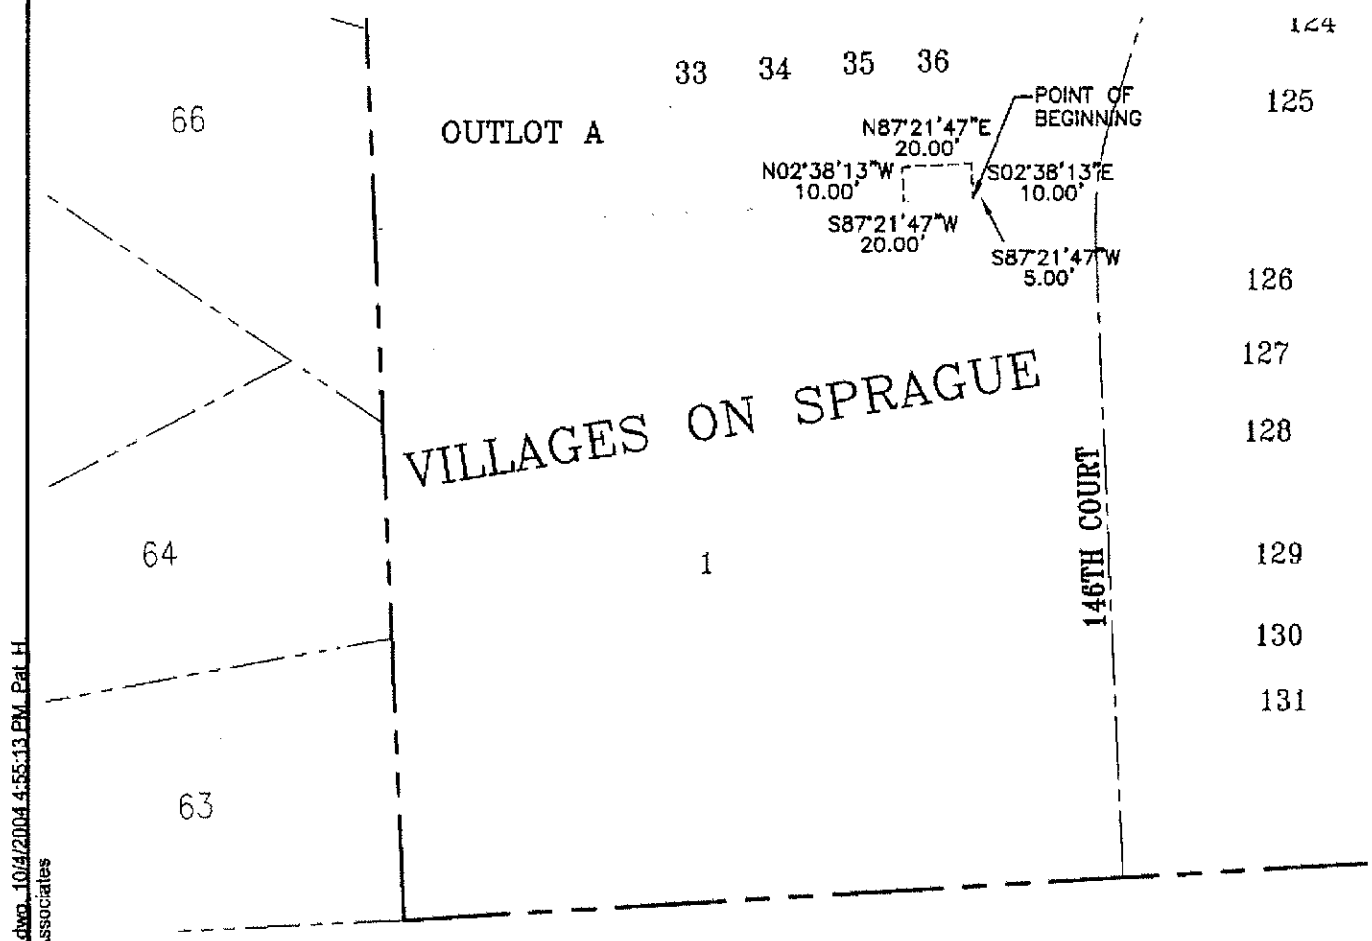 124
33 34 35 36
66
OUTLOT A
POINT OF
BEGINNING
125
N87°21'47"E
20.00'
N02°38'13"W
10.00'
S02°38'13"E
10.00'
S87°21'47"W
20.00'
S87°21'47"W
5.00'
126
127
VILLAGES ON SPRAGUE
128
146TH COURT
64
1
129
130
131
63
.dwg, 10/4/2004 4:55:13 PM, Pat H
Associates